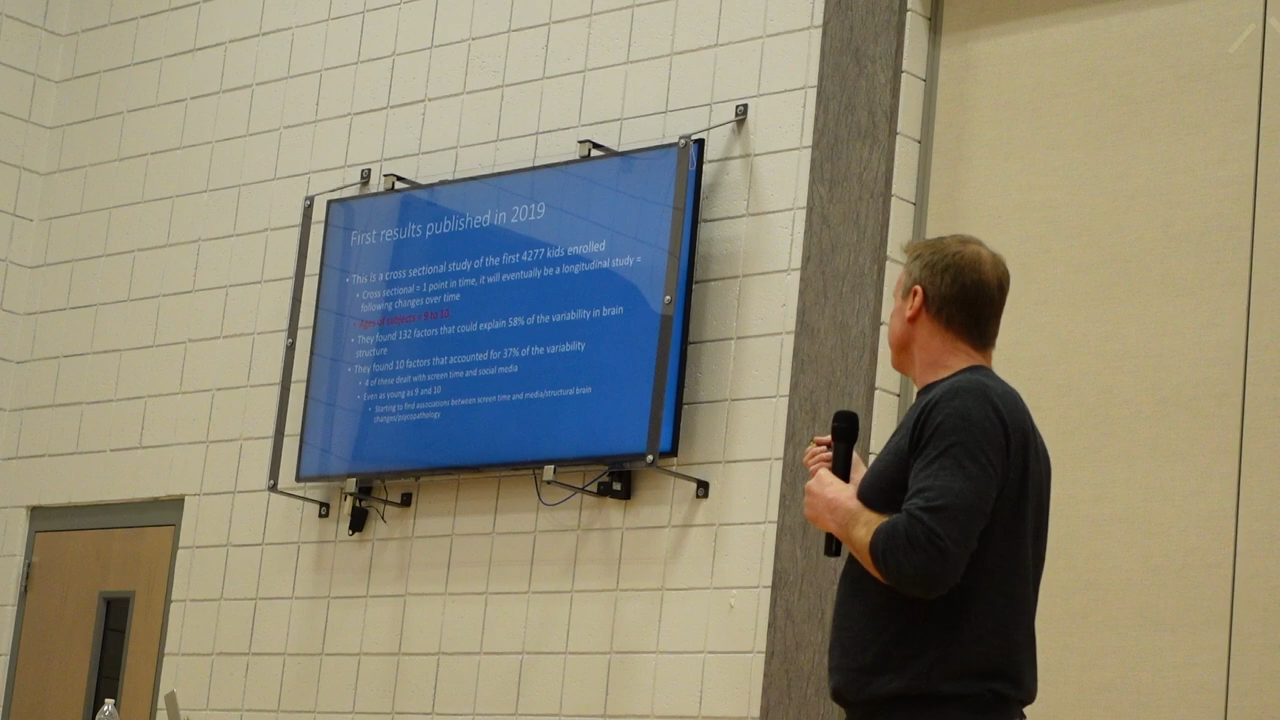 First results published in 2019
• This is a cross sectional study of the first 4277 kids enrolled
• Cross sectional = 1 point in time, it will eventually be a longitudinal study =
following changes over time
• Ages of subjects = 9 to 10
• They found 132 factors that could explain 58% of the variability in brain
structure
• They found 10 factors that accounted for 37% of the variability
• 4 of these dealt with screen time and social media
• Even as young as 9 and 10
• Starting to find associations between screen time and media/structural brain
changes/psycopathology